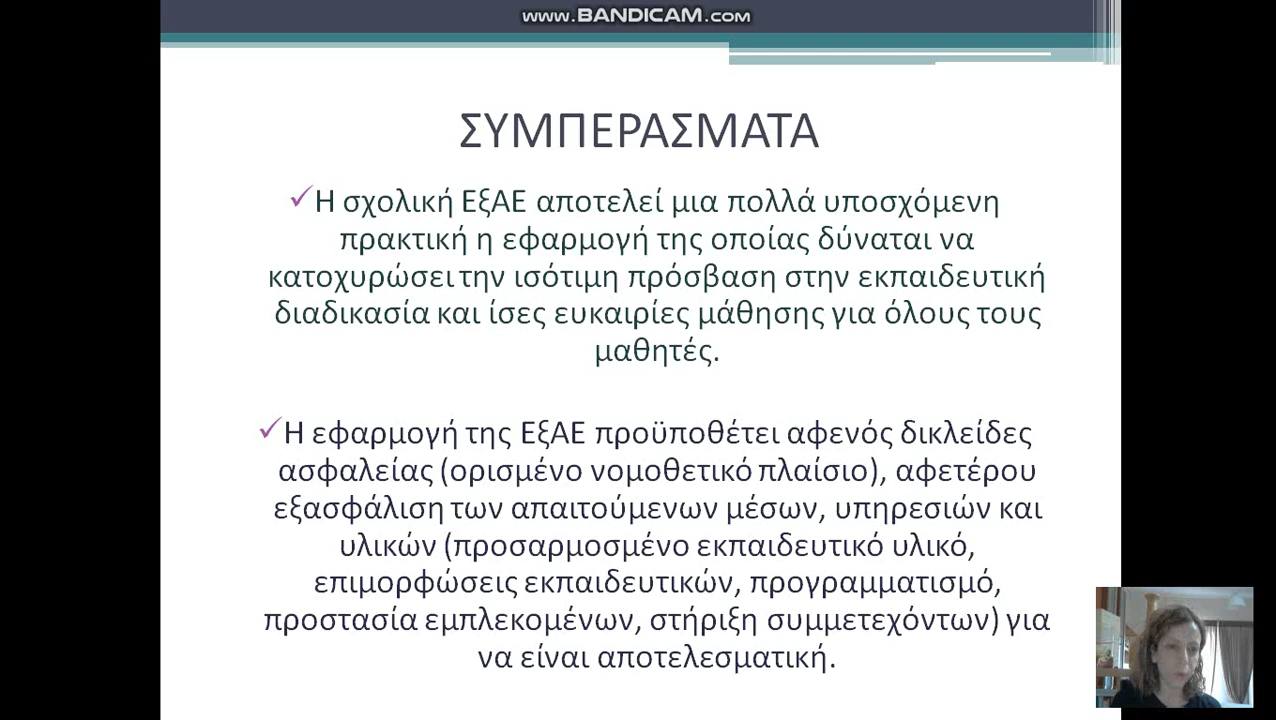 www.BANDICAM.com
ΣΥΜΠΕΡΑΣΜΑΤΑ
✓Η σχολική ΕξΑΕ αποτελεί μια πολλά υποσχόμενη
πρακτική η εφαρμογή της οποίας δύναται να
κατοχυρώσει την ισότιμη πρόσβαση στην εκπαιδευτική
διαδικασία και ίσες ευκαιρίες μάθησης για όλους τους
μαθητές.
✓Η εφαρμογή της ΕξΑΕ προϋποθέτει αφενός δικλείδες
ασφαλείας (ορισμένο νομοθετικό πλαίσιο), αφετέρου
εξασφάλιση των απαιτούμενων μέσων, υπηρεσιών και
υλικών (προσαρμοσμένο εκπαιδευτικό υλικό,
επιμορφώσεις εκπαιδευτικών, προγραμματισμό,
προστασία εμπλεκομένων, στήριξη συμμετεχόντων) για
να είναι αποτελεσματική.